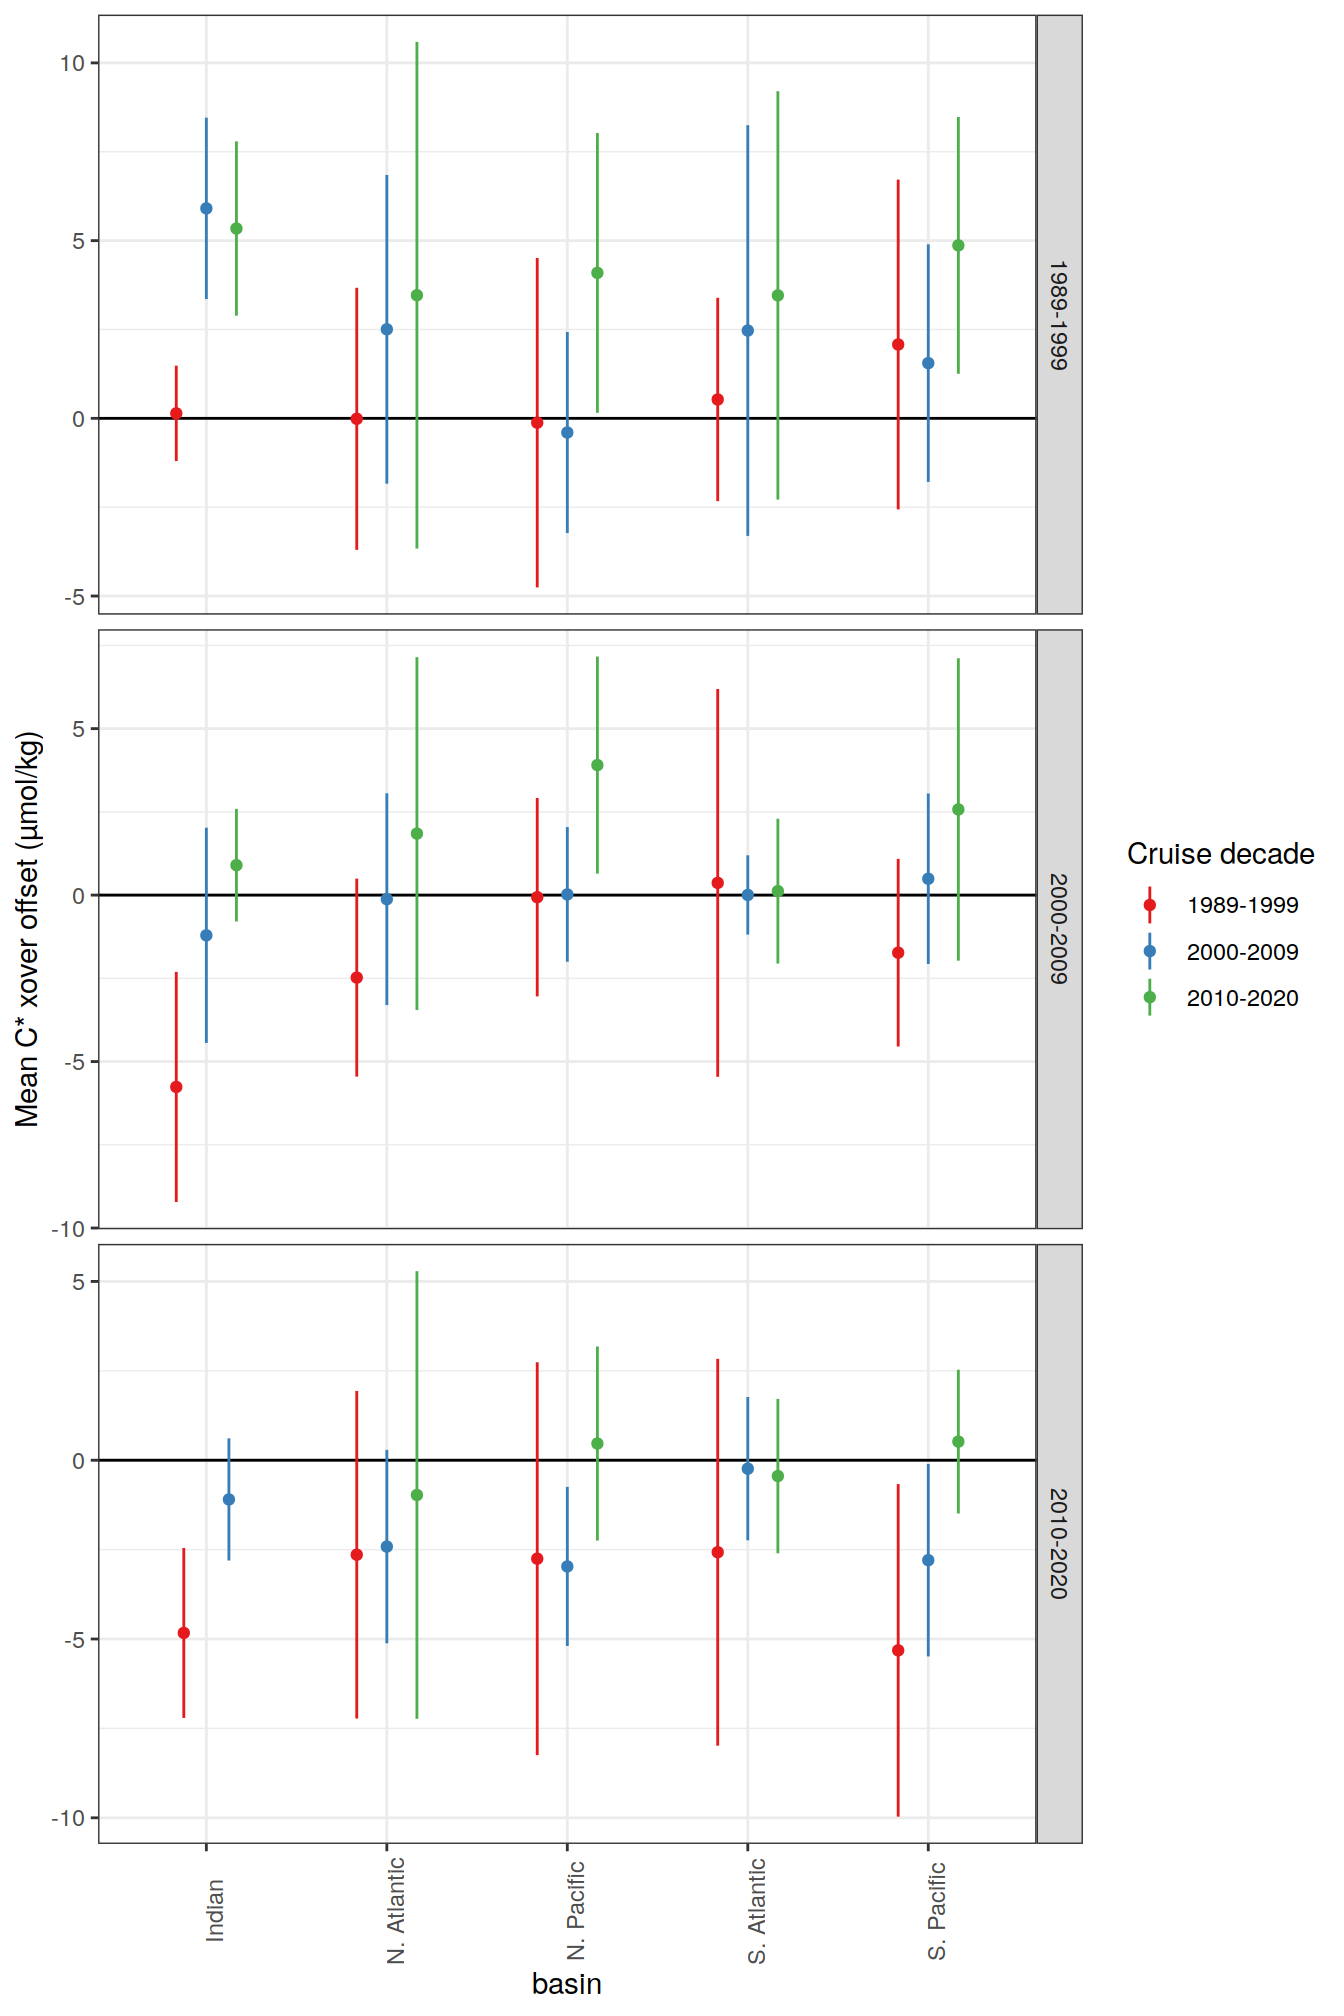 10
5
0
-5
1989-1999
5
0
-5
-10
2000-2009
5
0
-5
-10
2010-2020
Mean C* xover offset (µmol/kg)
Indian
N. Atlantic
N. Pacific
S. Atlantic
S. Pacific
basin
Cruise decade
1989-1999
2000-2009
2010-2020